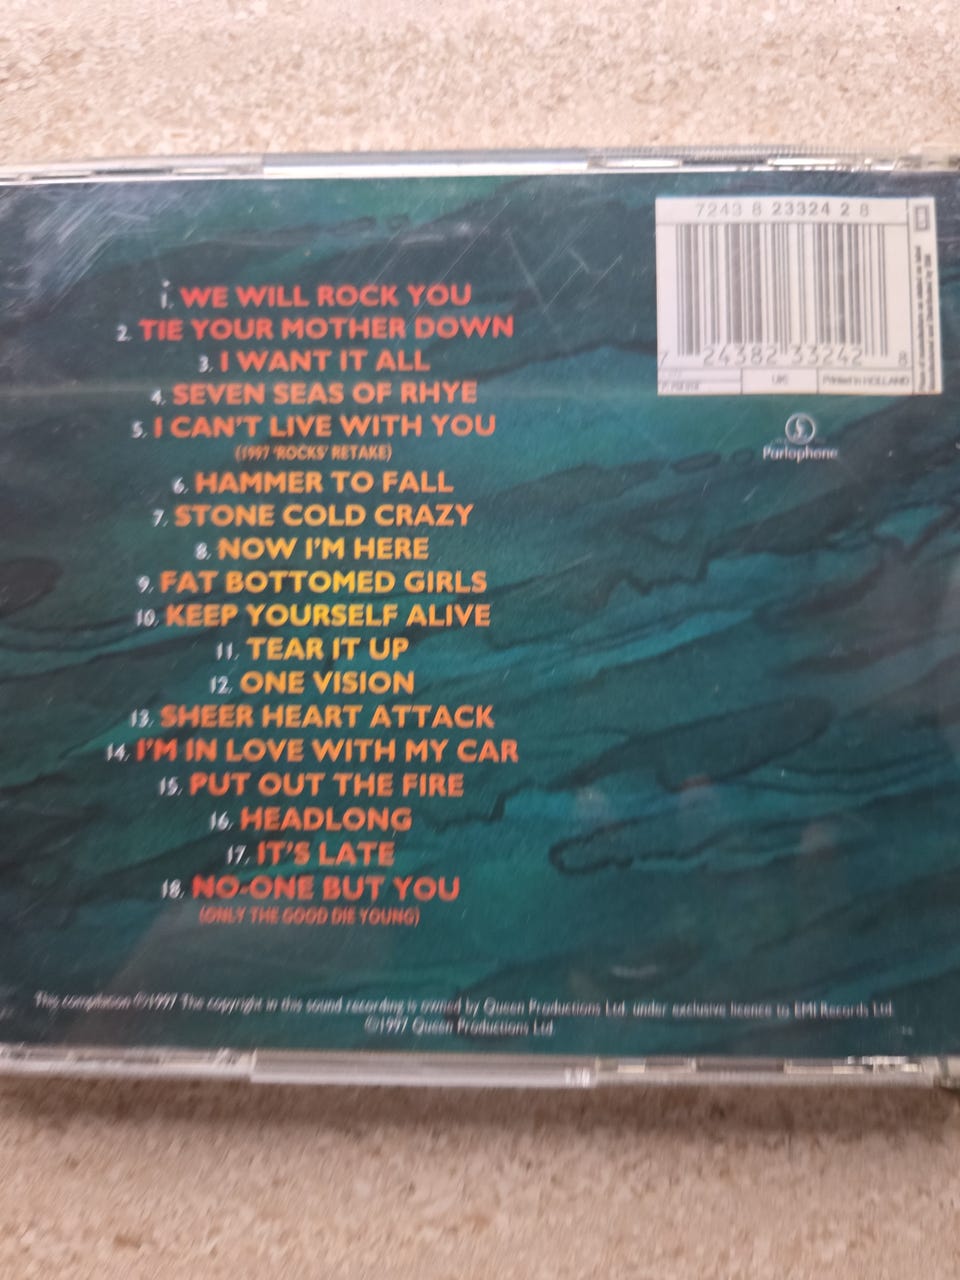 7243 8 23324 2 8
7 24382 33242 8
UK:
Printed in HOLLAND
Parlophone
1. WE WILL ROCK YOU
2. TIE YOUR MOTHER DOWN
3. I WANT IT ALL
4. SEVEN SEAS OF RHYE
5. I CAN'T LIVE WITH YOU
(1997 'ROCKS' RETAKE)
6. HAMMER TO FALL
7. STONE COLD CRAZY
8. NOW I'M HERE
9. FAT BOTTOMED GIRLS
10. KEEP YOURSELF ALIVE
11. TEAR IT UP
12. ONE VISION
13. SHEER HEART ATTACK
14. I'M IN LOVE WITH MY CAR
15. PUT OUT THE FIRE
16. HEADLONG
17. IT'S LATE
18. NO-ONE BUT YOU
(ONLY THE GOOD DIE YOUNG)
This compilation ℗1997 The copyright in this sound recording is owned by Queen Productions Ltd. under exclusive licence to EMI Records Ltd.
©1997 Queen Productions Ltd